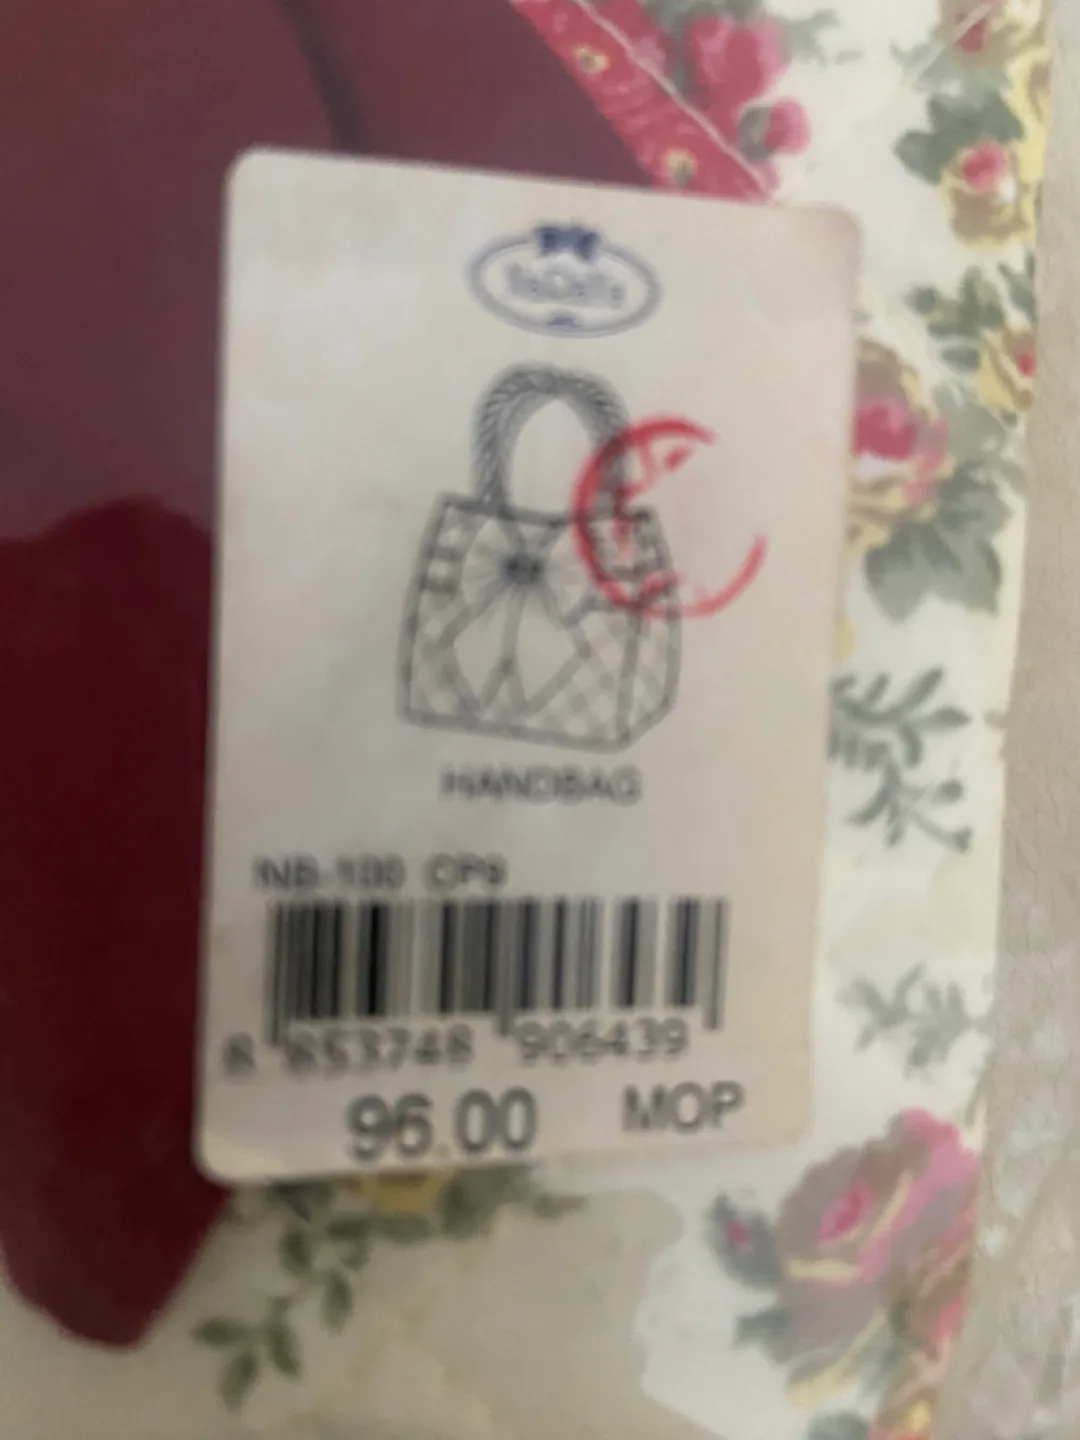 HANDBAG
NB-100 CP9
8 853748 906439
96.00 MOP